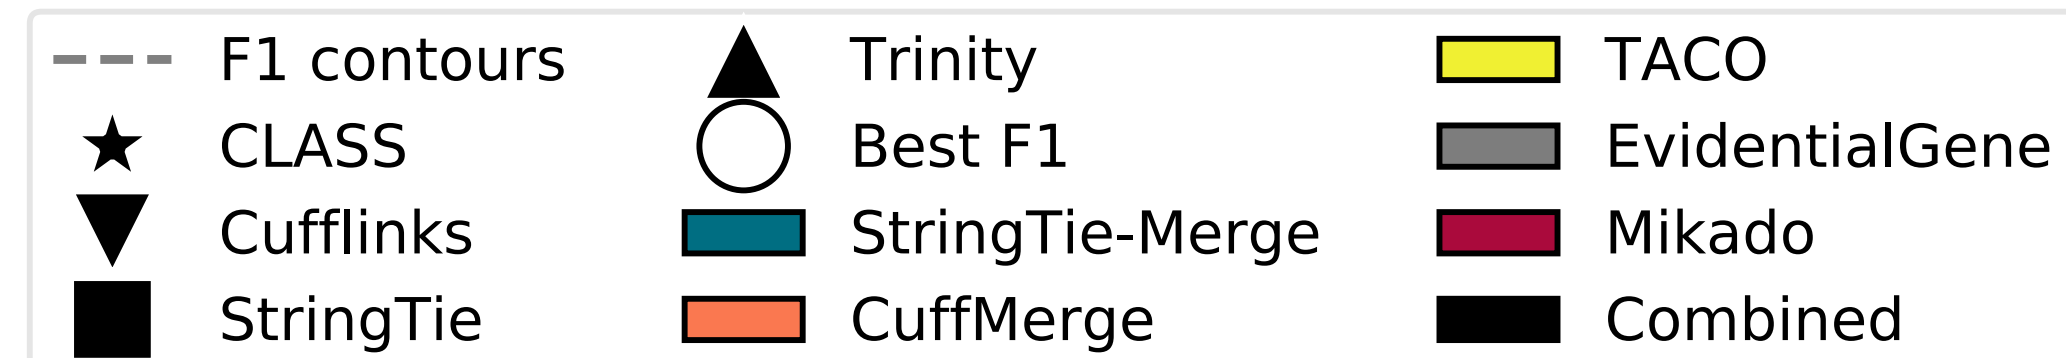 F1 contours
CLASS
Cufflinks
StringTie
Trinity
Best F1
StringTie-Merge
CuffMerge
TACO
EvidentialGene
Mikado
Combined